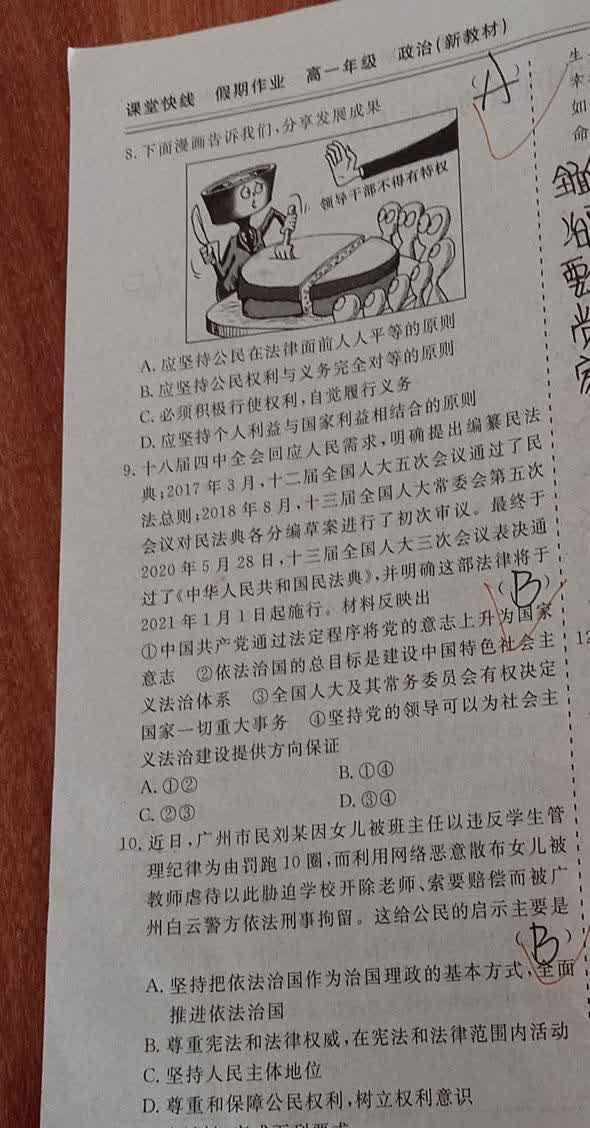 课堂快线 假期作业 高一年级 政治(新教材)
8. 下面漫画告诉我们,分享发展成果 (A)
领导干部不得有特权
A. 应坚持公民在法律面前人人平等的原则
B. 应坚持公民权利与义务完全对等的原则
C. 必须积极行使权利,自觉履行义务
D. 应坚持个人利益与国家利益相结合的原则
9. 十八届四中全会回应人民需求,明确提出编纂民法
典;2017年3月,十二届全国人大五次会议通过了民
法总则;2018年8月,十三届全国人大常委会第五次
会议对民法典各分编草案进行了初次审议。最终于
2020年5月28日,十三届全国人大三次会议表决通
过了《中华人民共和国民法典》,并明确这部法律将于
2021年1月1日起施行。材料反映出 (B)
①中国共产党通过法定程序将党的意志上升为国家
意志 ②依法治国的总目标是建设中国特色社会主
义法治体系 ③全国人大及其常务委员会有权决定
国家一切重大事务 ④坚持党的领导可以为社会主
义法治建设提供方向保证
A. ①② B. ①④
C. ②③ D. ③④
10. 近日,广州市民刘某因女儿被班主任以违反学生管
理纪律为由罚跑10圈,而利用网络恶意散布女儿被
教师虐待以此胁迫学校开除老师、索要赔偿而被广
州白云警方依法刑事拘留。这给公民的启示主要是
(B)
A. 坚持把依法治国作为治国理政的基本方式,全面
推进依法治国
B. 尊重宪法和法律权威,在宪法和法律范围内活动
C. 坚持人民主体地位
D. 尊重和保障公民权利,树立权利意识
生
幸
如
命
治
要
党
12